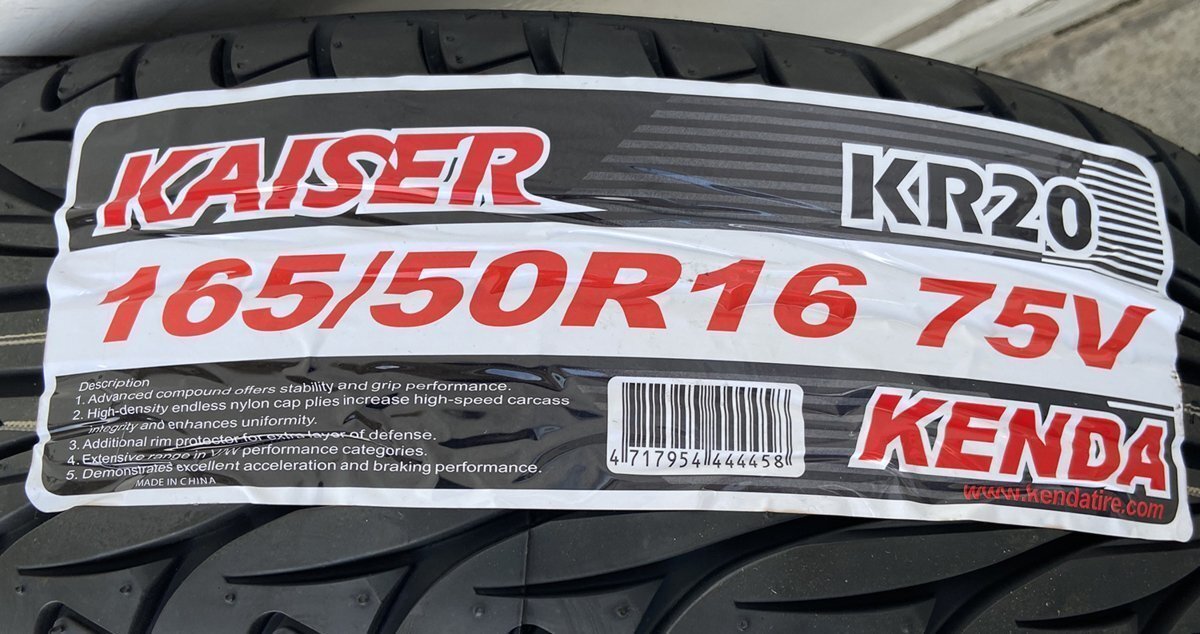 KAISER
KR20
165/50R16 75V
Description
1. Advanced compound offers stability and grip performance.
2. High-density endless nylon cap plies increase high-speed carcass
integrity and enhances uniformity.
3. Additional rim protector for extra layer of defense.
4. Extensive range in V/W performance categories.
5. Demonstrates excellent acceleration and braking performance.
MADE IN CHINA
4 717954 444458
KENDA
www.kendatire.com